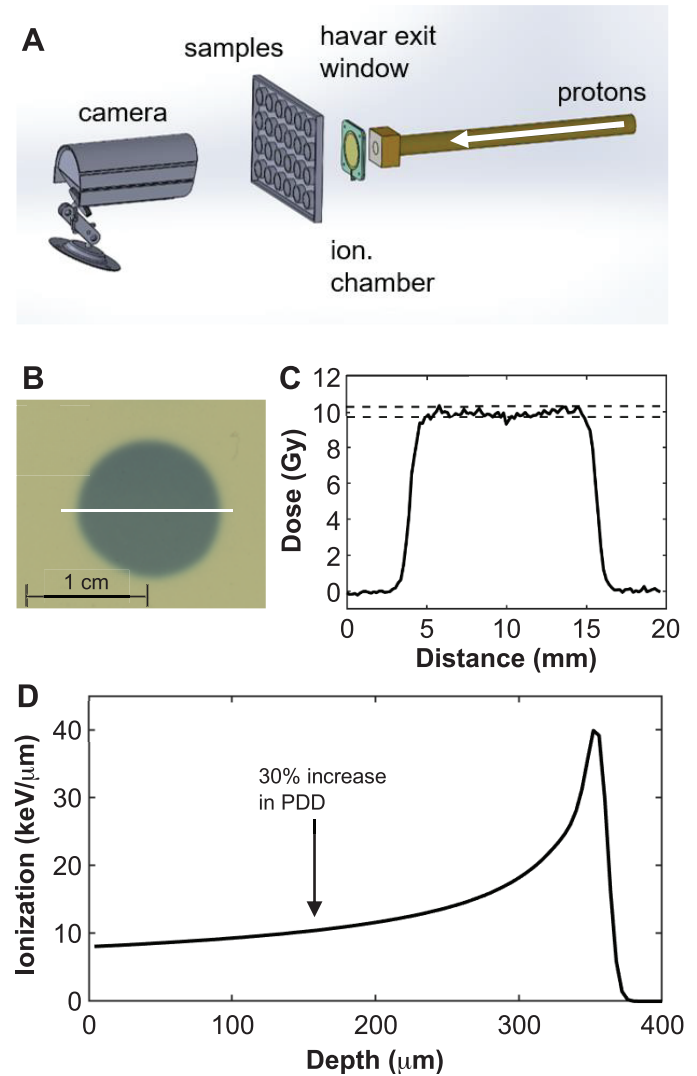 A
samples
havar exit
window
camera
protons
ion.
chamber
B
1 cm
C
12
10
8
6
4
2
0
Dose (Gy)
0 5 10 15 20
Distance (mm)
D
40
30
20
10
0
Ionization (keV/μm)
30% increase
in PDD
0 100 200 300 400
Depth (μm)